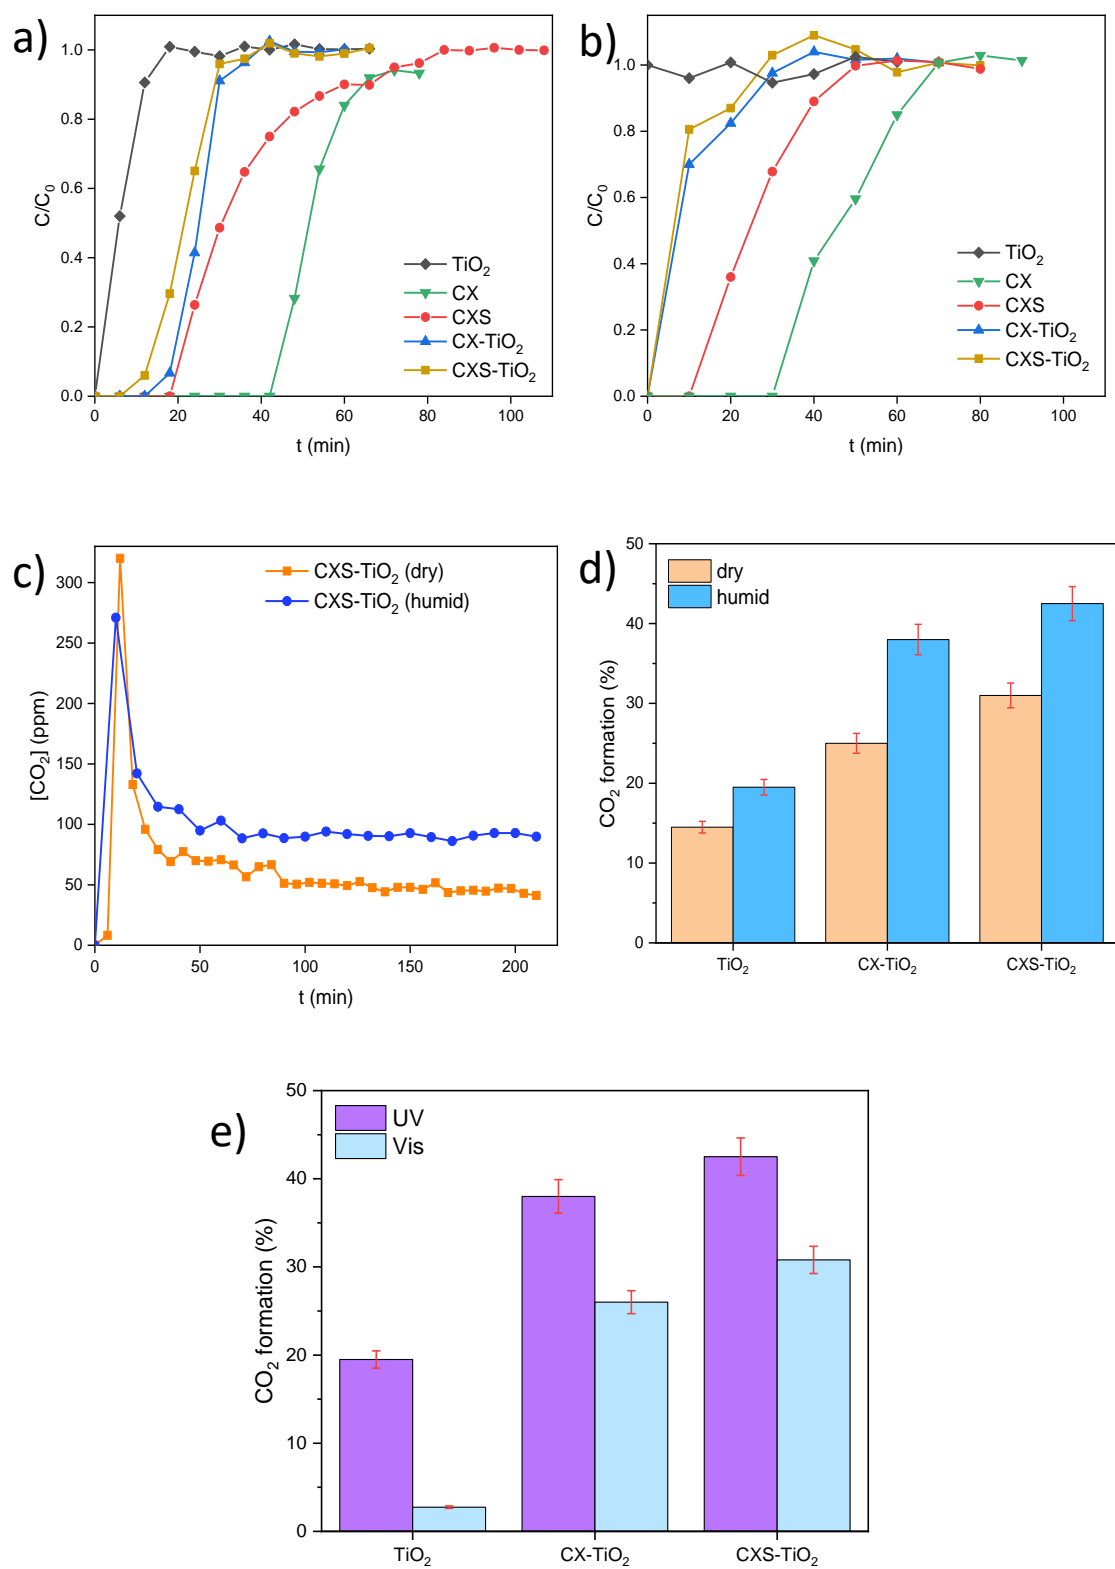 a)
1.0
0.8
0.6
0.4
0.2
0.0
C/C₀
TiO₂
CX
CXS
CX-TiO₂
CXS-TiO₂
0 20 40 60 80 100
t (min)
b)
1.0
0.8
0.6
0.4
0.2
0.0
C/C₀
TiO₂
CX
CXS
CX-TiO₂
CXS-TiO₂
0 20 40 60 80 100
t (min)
c)
300
250
200
150
100
50
0
[CO₂] (ppm)
CXS-TiO₂ (dry)
CXS-TiO₂ (humid)
0 50 100 150 200
t (min)
d)
50
40
30
20
10
0
CO₂ formation (%)
dry
humid
TiO₂ CX-TiO₂ CXS-TiO₂
e)
50
40
30
20
10
0
CO₂ formation (%)
UV
Vis
TiO₂ CX-TiO₂ CXS-TiO₂